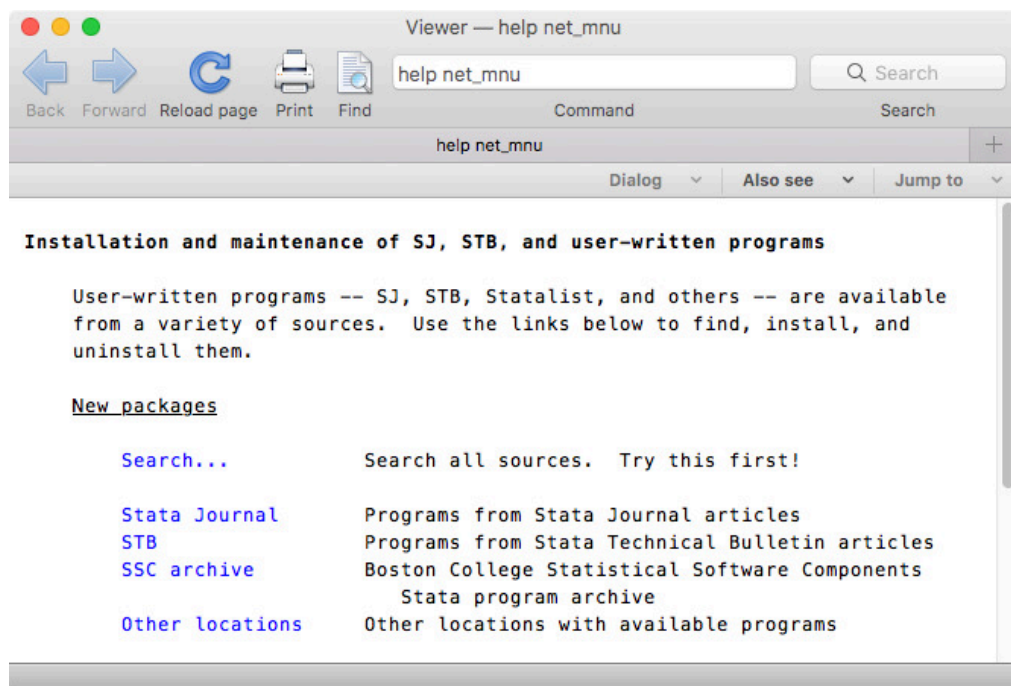 Viewer — help net_mnu
help net_mnu
Search
Back Forward Reload page Print Find Command Search
help net_mnu
Dialog Also see Jump to
Installation and maintenance of SJ, STB, and user-written programs
User-written programs -- SJ, STB, Statalist, and others -- are available
from a variety of sources.  Use the links below to find, install, and
uninstall them.
New packages
Search... Search all sources.  Try this first!
Stata Journal Programs from Stata Journal articles
STB Programs from Stata Technical Bulletin articles
SSC archive Boston College Statistical Software Components
Stata program archive
Other locations Other locations with available programs